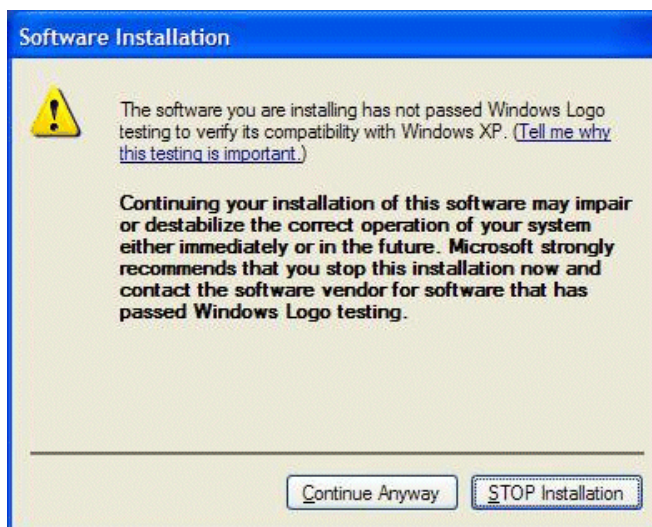 Software Installation
The software you are installing has not passed Windows Logo
testing to verify its compatibility with Windows XP. (Tell me why
this testing is important.)
Continuing your installation of this software may impair
or destabilize the correct operation of your system
either immediately or in the future. Microsoft strongly
recommends that you stop this installation now and
contact the software vendor for software that has
passed Windows Logo testing.
Continue Anyway
STOP Installation